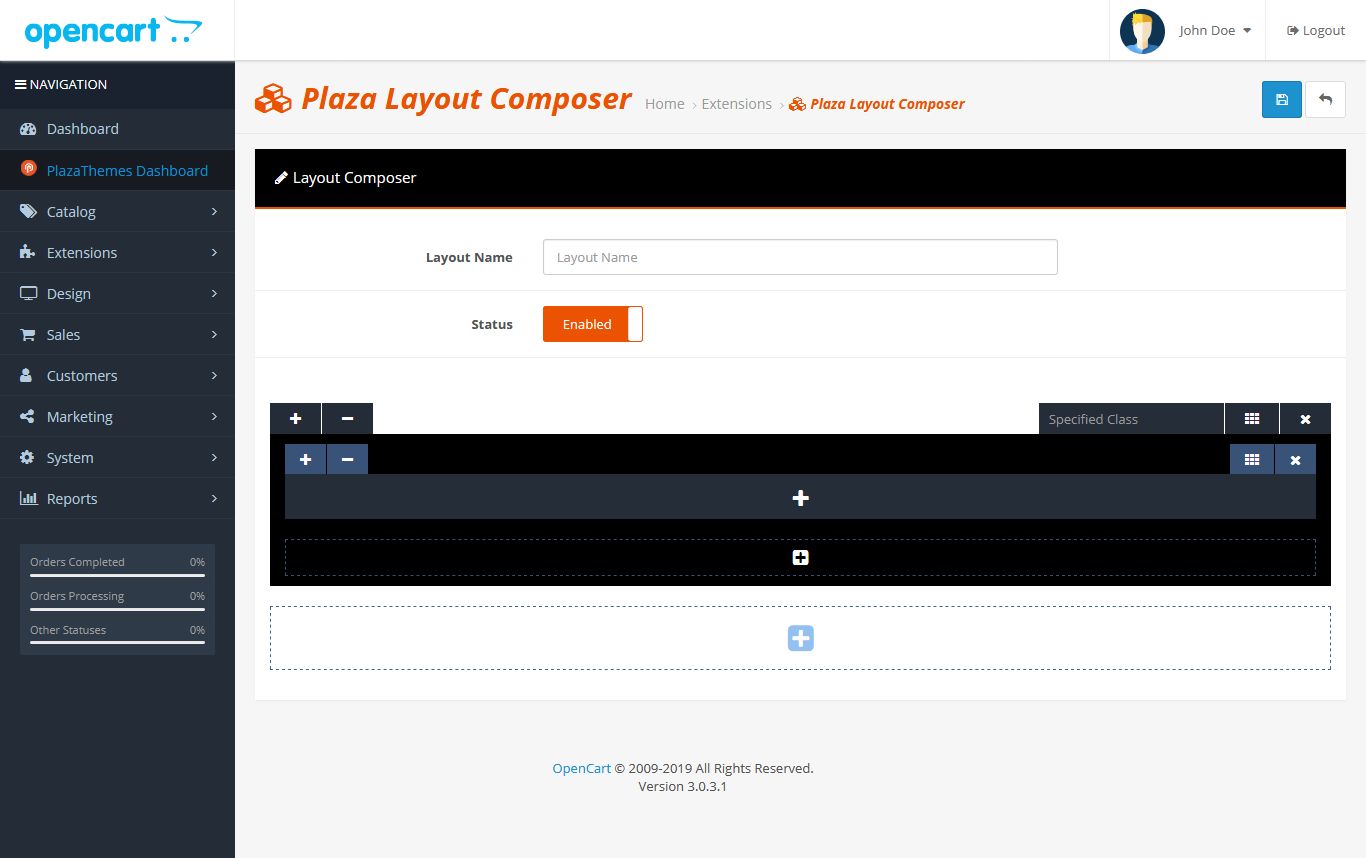 opencart
John Doe
Logout
NAVIGATION
Dashboard
PlazaThemes Dashboard
Catalog
Extensions
Design
Sales
Customers
Marketing
System
Reports
Orders Completed 0%
Orders Processing 0%
Other Statuses 0%
Plaza Layout Composer
Home › Extensions › Plaza Layout Composer
Layout Composer
Layout Name Layout Name
Status Enabled
Specified Class
OpenCart © 2009-2019 All Rights Reserved.
Version 3.0.3.1